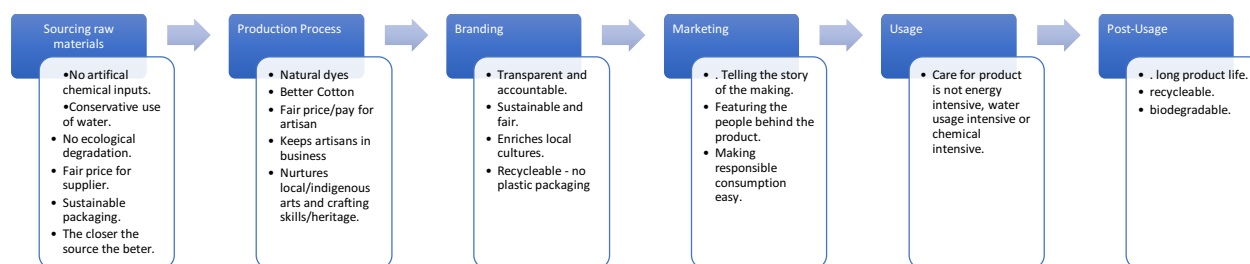 Sourcing raw
materials
•No artifical
chemical inputs.
•Conservative use
of water.
• No ecological
degradation.
• Fair price for
supplier.
• Sustainable
packaging.
• The closer the
source the beter.
Production Process
• Natural dyes
• Better Cotton
• Fair price/pay for
artisan
• Keeps artisans in
business
• Nurtures
local/indigenous
arts and crafting
skills/heritage.
Branding
• Transparent and
accountable.
• Sustainable and
fair.
• Enriches local
cultures.
• Recycleable - no
plastic packaging
Marketing
• . Telling the story
of the making.
• Featuring the
people behind the
product.
• Making
responsible
consumption
easy.
Usage
• Care for product
is not energy
intensive, water
usage intensive or
chemical
intensive.
Post-Usage
• . long product life.
• recycleable.
• biodegradable.